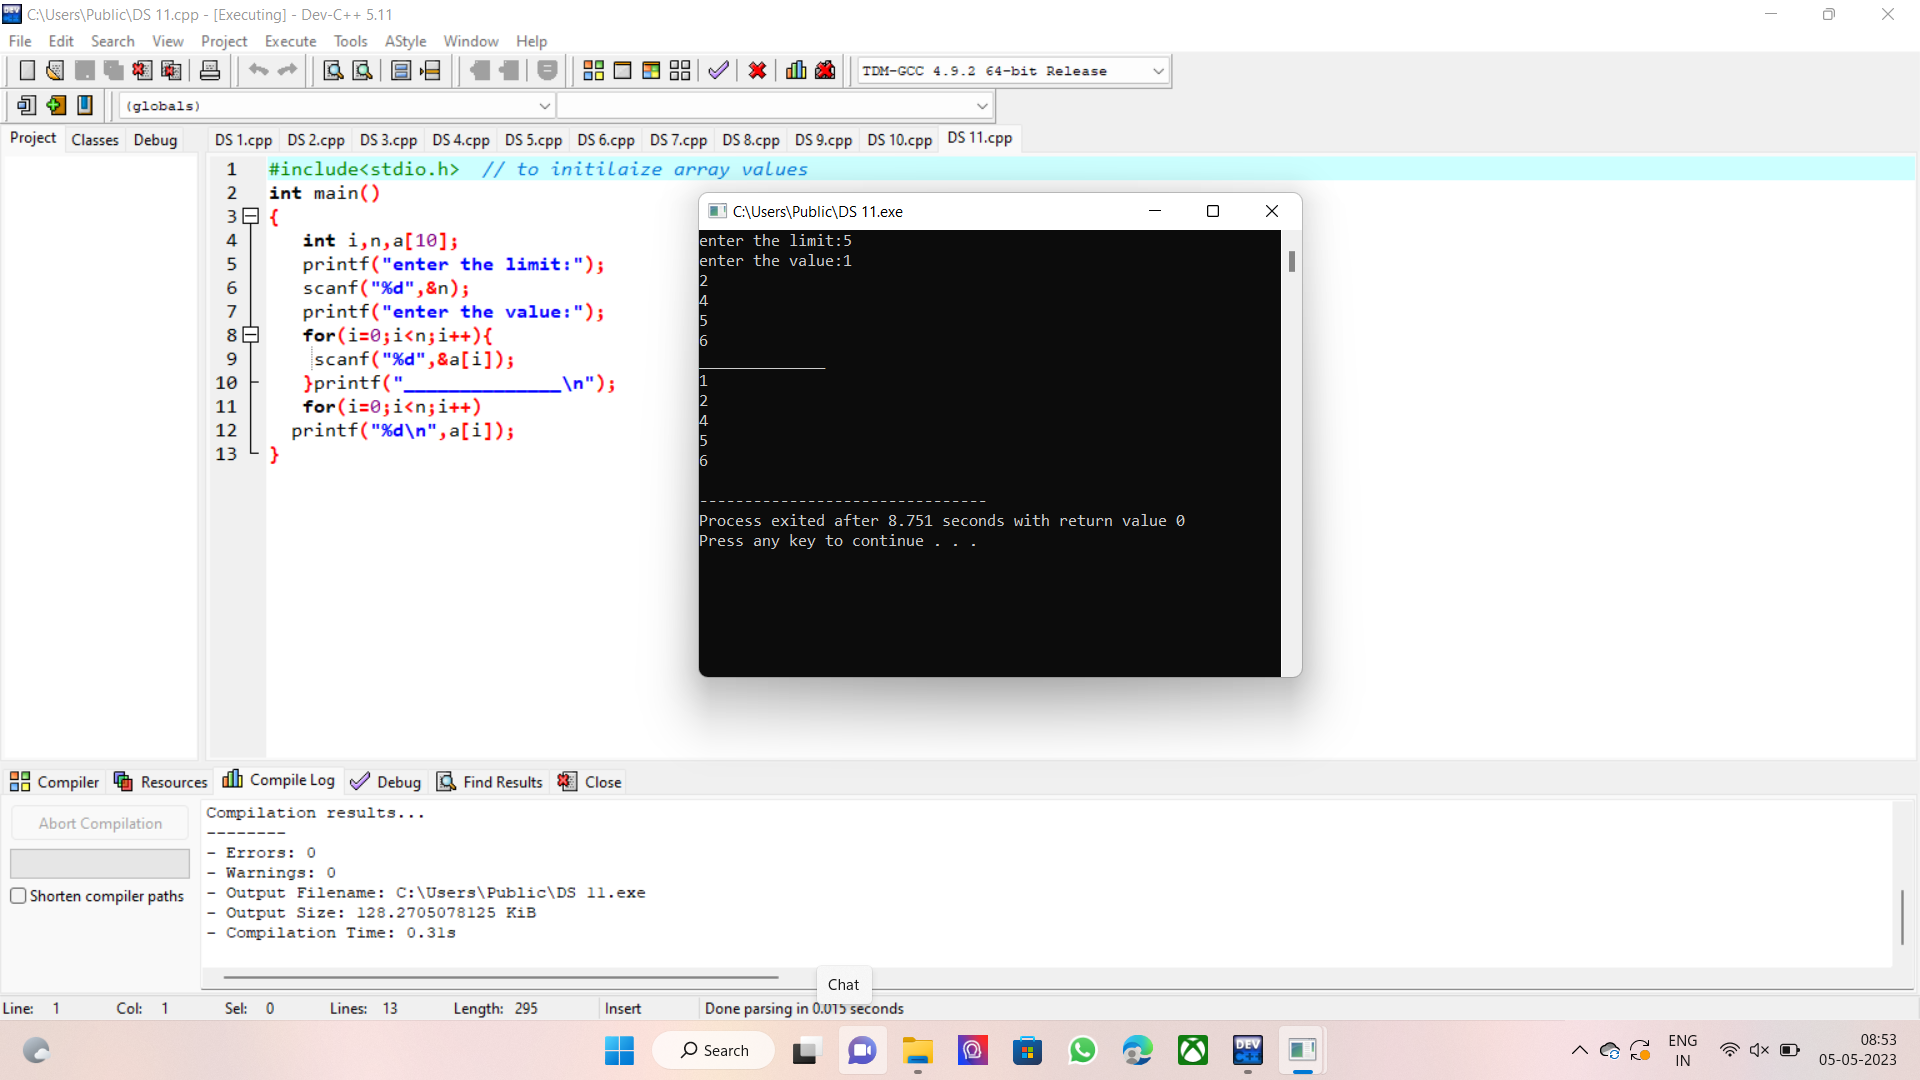 C:\Users\Public\DS 11.cpp - [Executing] - Dev-C++ 5.11
File Edit Search View Project Execute Tools AStyle Window Help
TDM-GCC 4.9.2 64-bit Release
(globals)
Project Classes Debug
DS 1.cpp DS 2.cpp DS 3.cpp DS 4.cpp DS 5.cpp DS 6.cpp DS 7.cpp DS 8.cpp DS 9.cpp DS 10.cpp DS 11.cpp
1 #include<stdio.h> // to initilaize array values
2 int main()
3 {
4 int i,n,a[10];
5 printf("enter the limit:");
6 scanf("%d",&n);
7 printf("enter the value:");
8 for(i=0;i<n;i++){
9 scanf("%d",&a[i]);
10 }printf("______________\n");
11 for(i=0;i<n;i++)
12 printf("%d\n",a[i]);
13 }
C:\Users\Public\DS 11.exe
enter the limit:5
enter the value:1
2
4
5
6
______________
1
2
4
5
6
--------------------------------
Process exited after 8.751 seconds with return value 0
Press any key to continue . . .
Compiler Resources Compile Log Debug Find Results Close
Abort Compilation
Shorten compiler paths
Compilation results...
--------
- Errors: 0
- Warnings: 0
- Output Filename: C:\Users\Public\DS 11.exe
- Output Size: 128.2705078125 KiB
- Compilation Time: 0.31s
Chat
Line: 1 Col: 1 Sel: 0 Lines: 13 Length: 295 Insert Done parsing in 0.015 seconds
Search
DEV C++
ENG
IN
08:53
05-05-2023